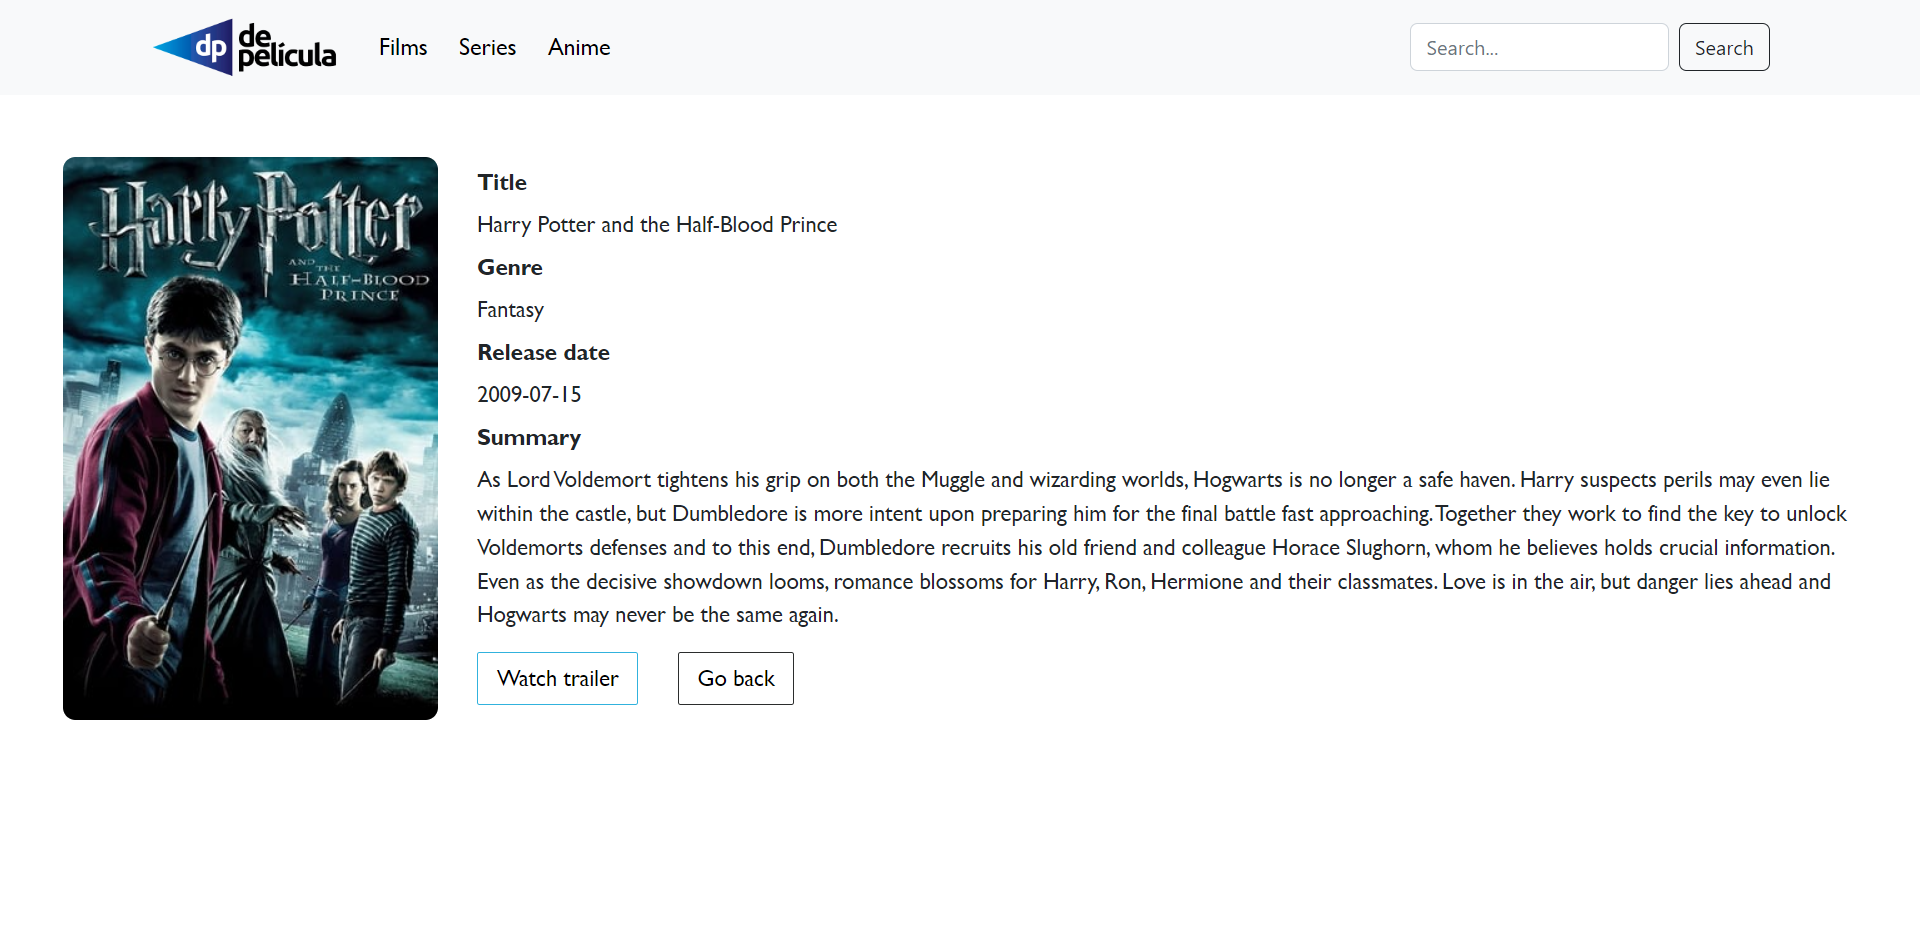 dp de película
Films Series Anime
Search...
Search
Harry Potter
AND THE
HALF-BLOOD
PRINCE
Title
Harry Potter and the Half-Blood Prince
Genre
Fantasy
Release date
2009-07-15
Summary
As Lord Voldemort tightens his grip on both the Muggle and wizarding worlds, Hogwarts is no longer a safe haven. Harry suspects perils may even lie
within the castle, but Dumbledore is more intent upon preparing him for the final battle fast approaching. Together they work to find the key to unlock
Voldemorts defenses and to this end, Dumbledore recruits his old friend and colleague Horace Slughorn, whom he believes holds crucial information.
Even as the decisive showdown looms, romance blossoms for Harry, Ron, Hermione and their classmates. Love is in the air, but danger lies ahead and
Hogwarts may never be the same again.
Watch trailer
Go back